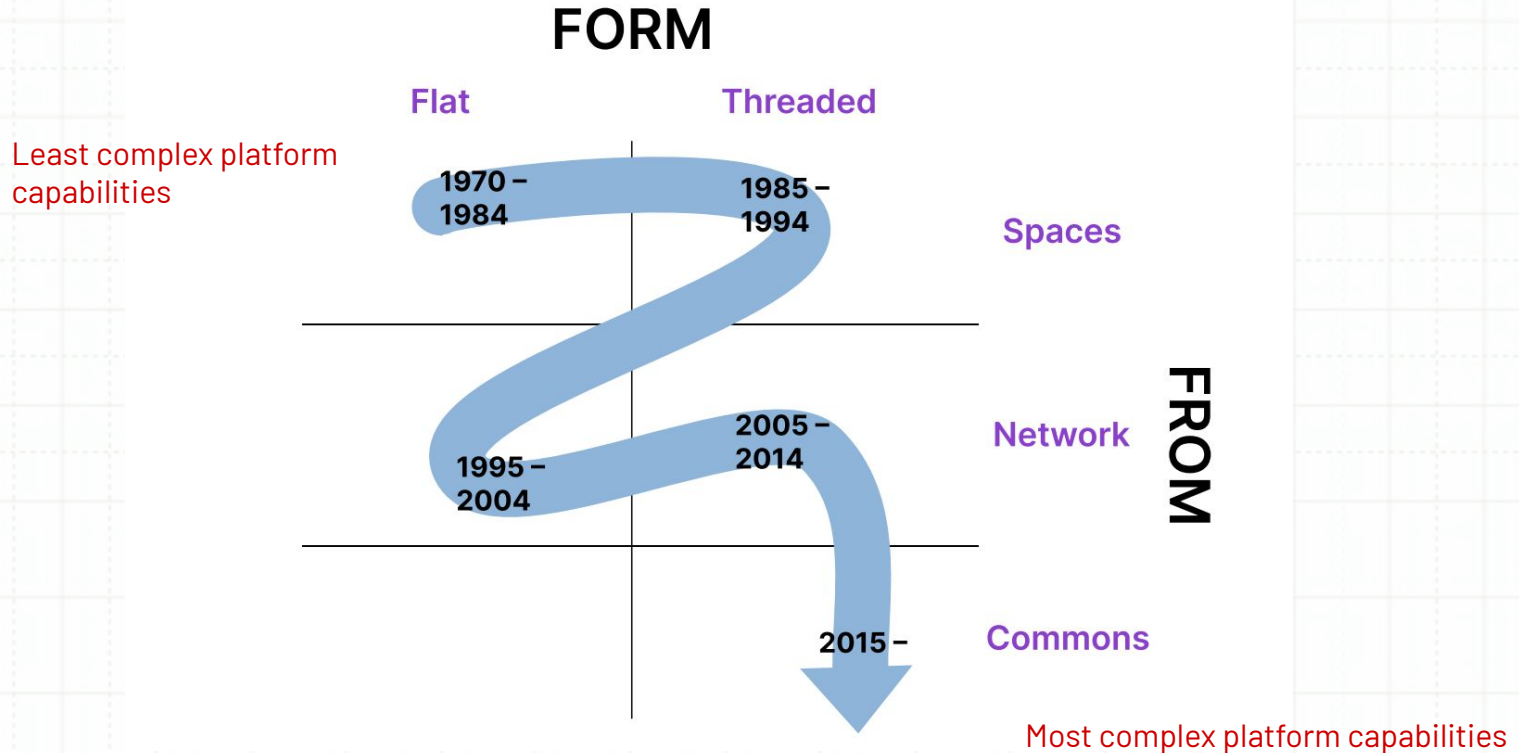 FORM
Flat
Threaded
Least complex platform
capabilities
1970 –
1984
1985 –
1994
Spaces
1995 –
2004
2005 –
2014
Network
FROM
2015 –
Commons
Most complex platform capabilities